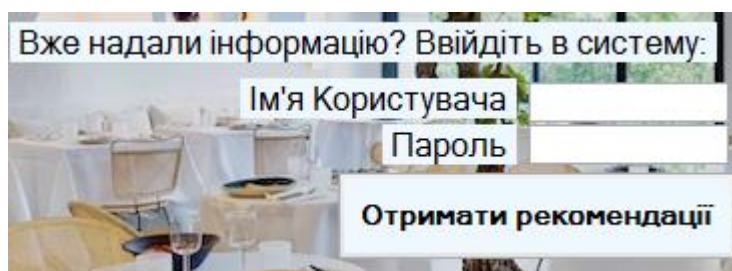 Вже надали інформацію? Ввійдіть в систему:
Ім'я Користувача
Пароль
Отримати рекомендації